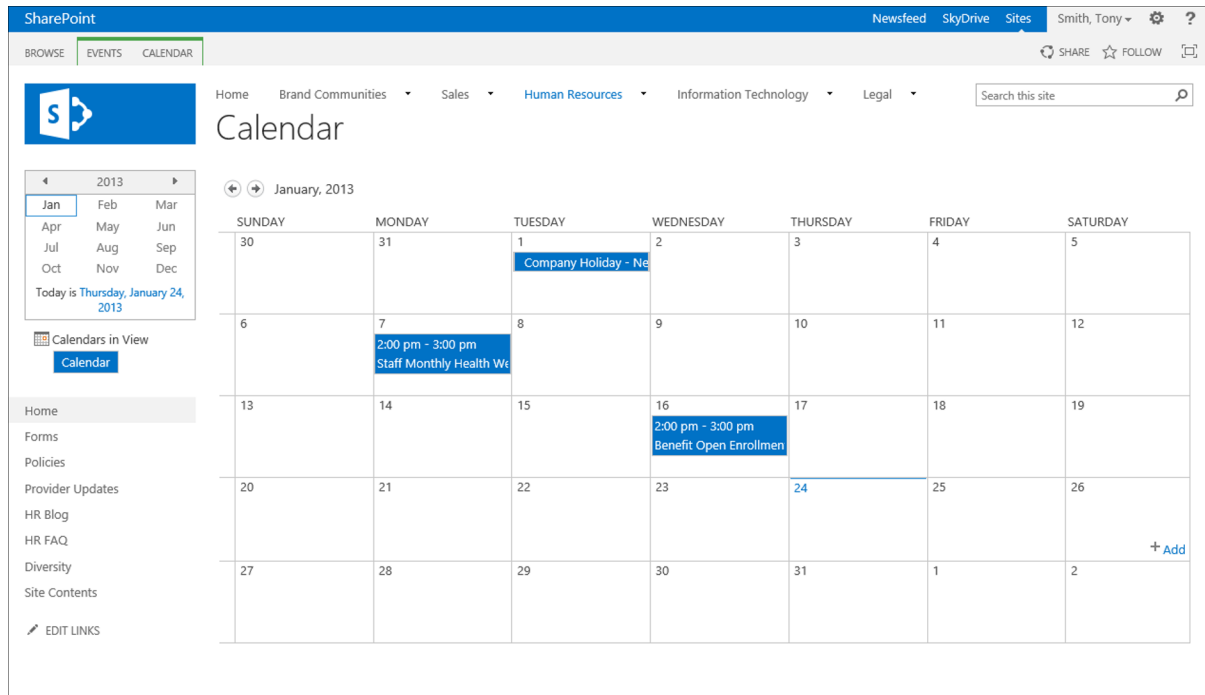 SharePoint
Newsfeed SkyDrive Sites Smith, Tony ?
BROWSE EVENTS CALENDAR
SHARE FOLLOW
S
Home Brand Communities Sales Human Resources Information Technology Legal
Search this site
Calendar
2013
Jan Feb Mar
Apr May Jun
Jul Aug Sep
Oct Nov Dec
Today is Thursday, January 24,
2013
Calendars in View
Calendar
Home
Forms
Policies
Provider Updates
HR Blog
HR FAQ
Diversity
Site Contents
EDIT LINKS
January, 2013
SUNDAY MONDAY TUESDAY WEDNESDAY THURSDAY FRIDAY SATURDAY
30 31 1 2 3 4 5
Company Holiday - Ne
6 7 8 9 10 11 12
2:00 pm - 3:00 pm
Staff Monthly Health We
13 14 15 16 17 18 19
2:00 pm - 3:00 pm
Benefit Open Enrollmen
20 21 22 23 24 25 26
+ Add
27 28 29 30 31 1 2